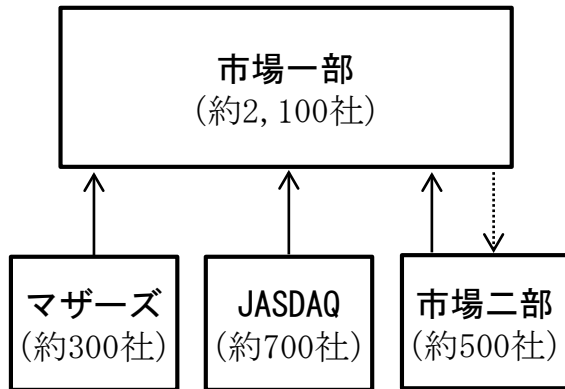 市場一部
(約2,100社)
マザーズ
(約300社)
JASDAQ
(約700社)
市場二部
(約500社)